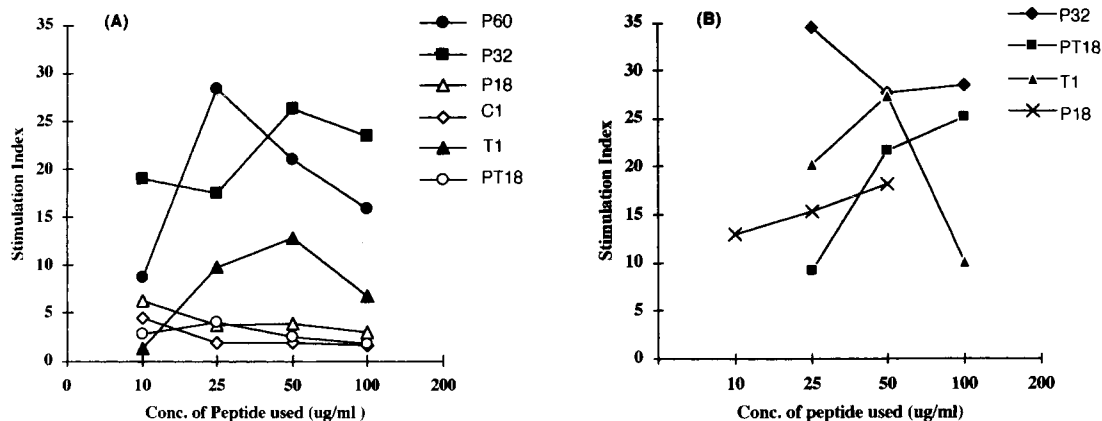 (A)
35
30
25
20
15
10
5
0
Stimulation Index
0 10 25 50 100 200
Conc. of Peptide used (ug/ml )
P60
P32
P18
C1
T1
PT18
(B)
35
30
25
20
15
10
5
0
Stimulation Index
10 25 50 100 200
Conc. of peptide used (ug/ml)
P32
PT18
T1
P18